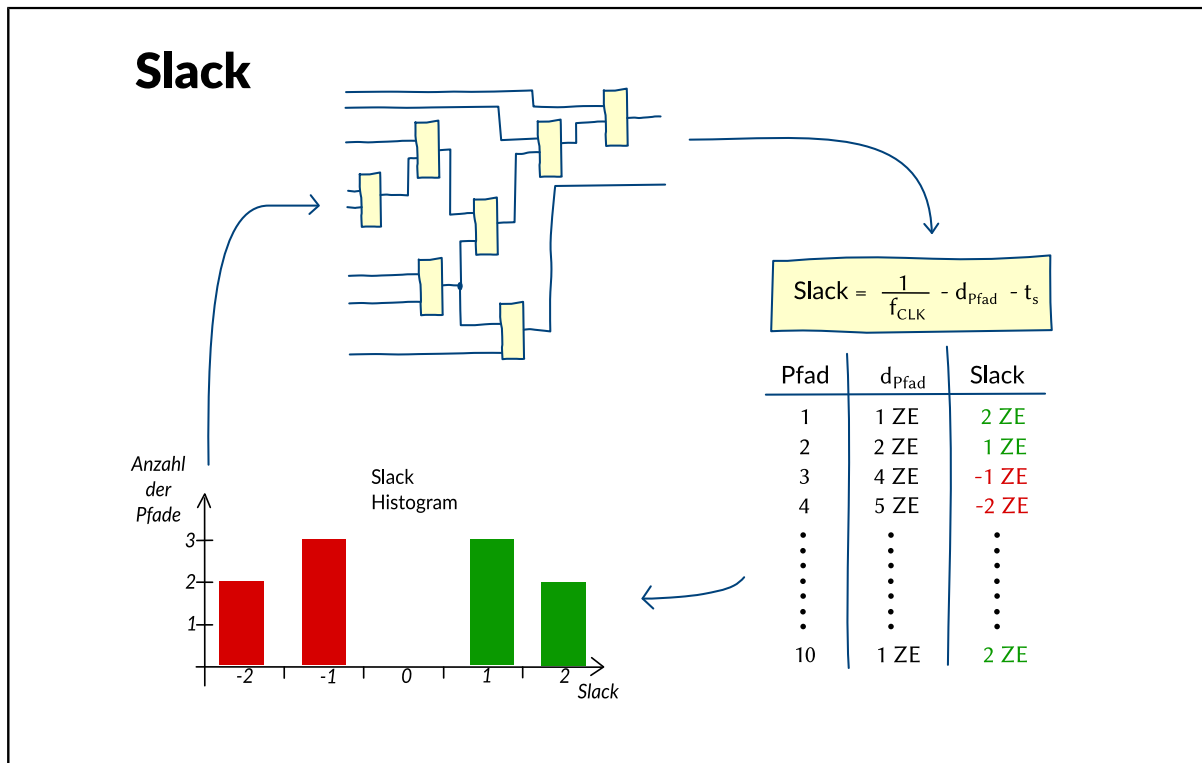 Slack
Slack = 1/f_CLK - d_Pfad - t_s
Pfad d_Pfad Slack
1 1 ZE 2 ZE
2 2 ZE 1 ZE
3 4 ZE -1 ZE
4 5 ZE -2 ZE
10 1 ZE 2 ZE
Anzahl
der
Pfade
Slack
Histogram
3
2
1
-2 -1 0 1 2
Slack